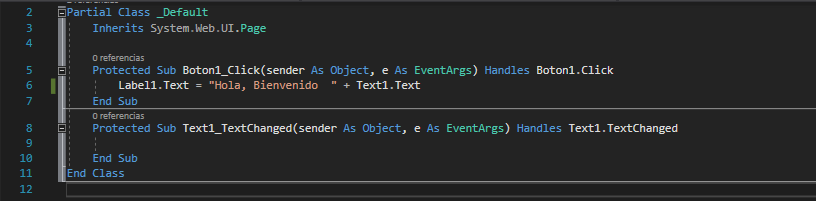 2 Partial Class _Default
3 Inherits System.Web.UI.Page
4
0 referencias
5 Protected Sub Boton1_Click(sender As Object, e As EventArgs) Handles Boton1.Click
6 Label1.Text = "Hola, Bienvenido  " + Text1.Text
7 End Sub
0 referencias
8 Protected Sub Text1_TextChanged(sender As Object, e As EventArgs) Handles Text1.TextChanged
9
10 End Sub
11 End Class
12